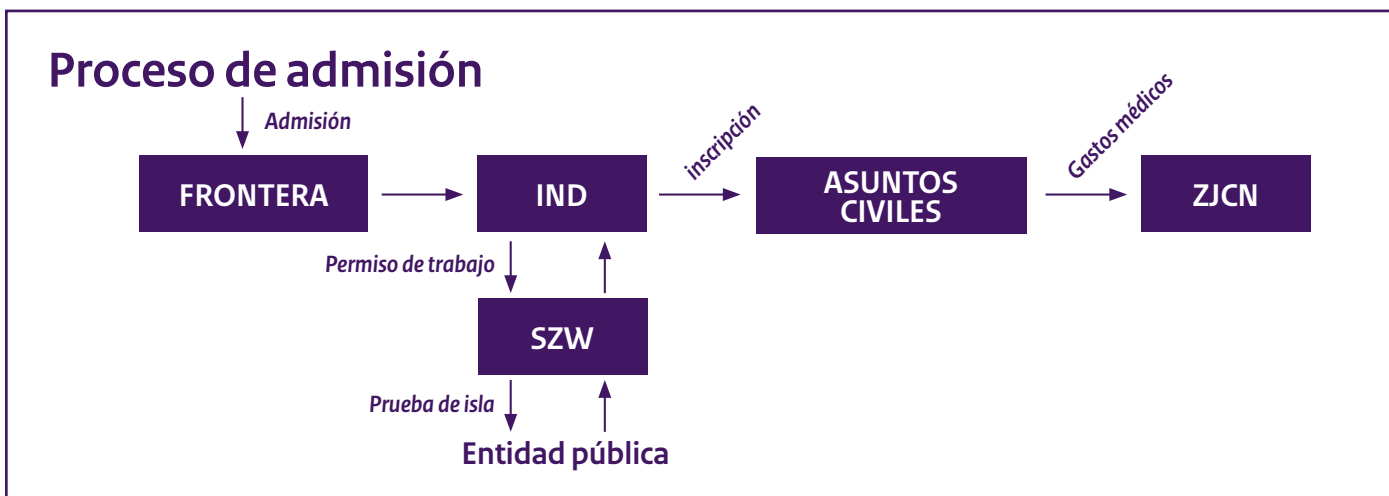 Proceso de admisión
Admisión
inscripción
Gastos médicos
FRONTERA
IND
ASUNTOS
CIVILES
ZJCN
Permiso de trabajo
SZW
Prueba de isla
Entidad pública